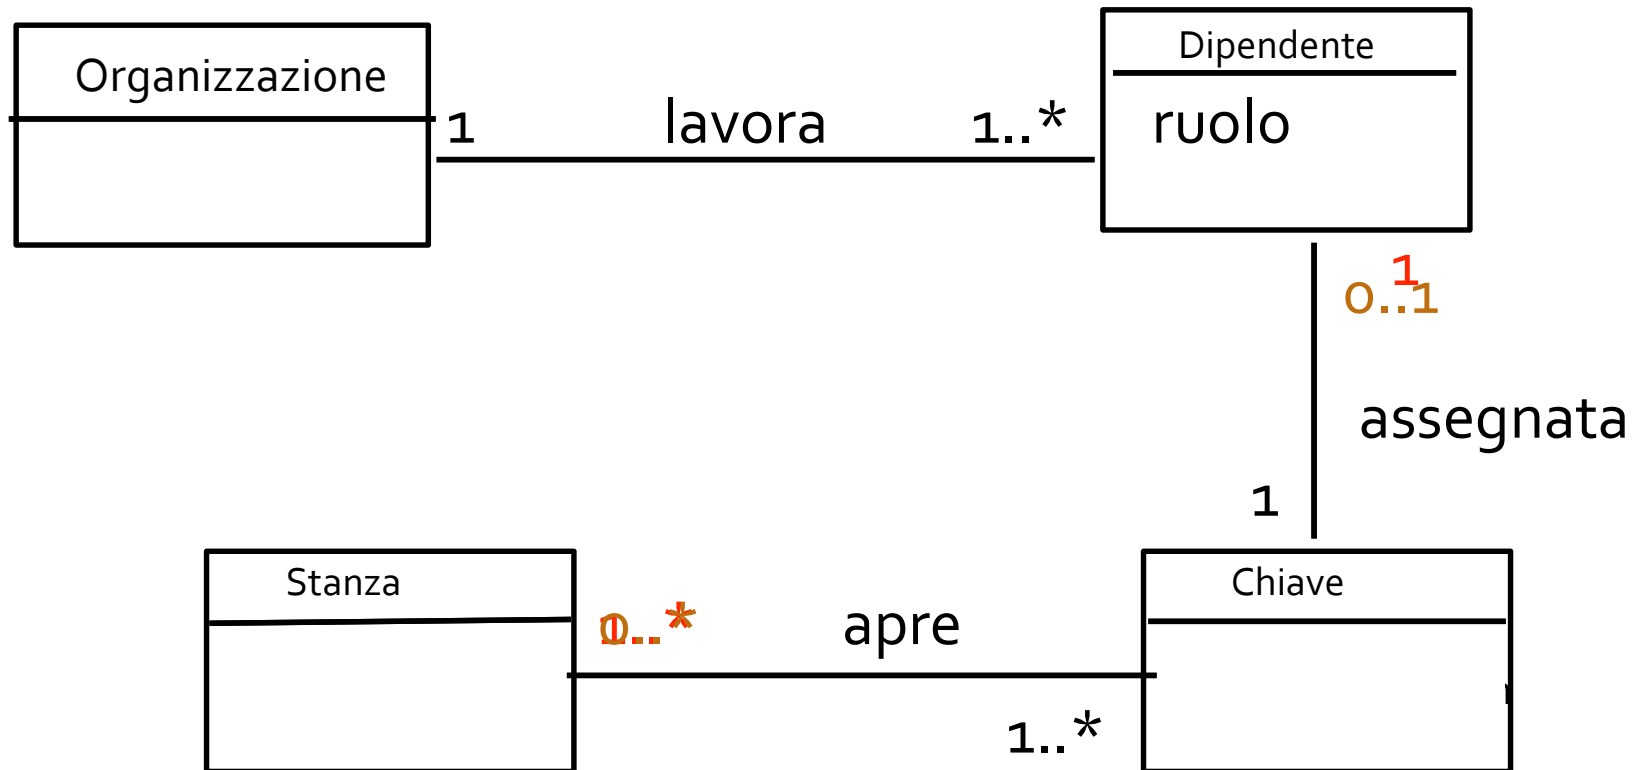 Organizzazione
Dipendente
1 lavora 1..*
ruolo
1
0..1
assegnata
1
Stanza
Chiave
apre
1..*